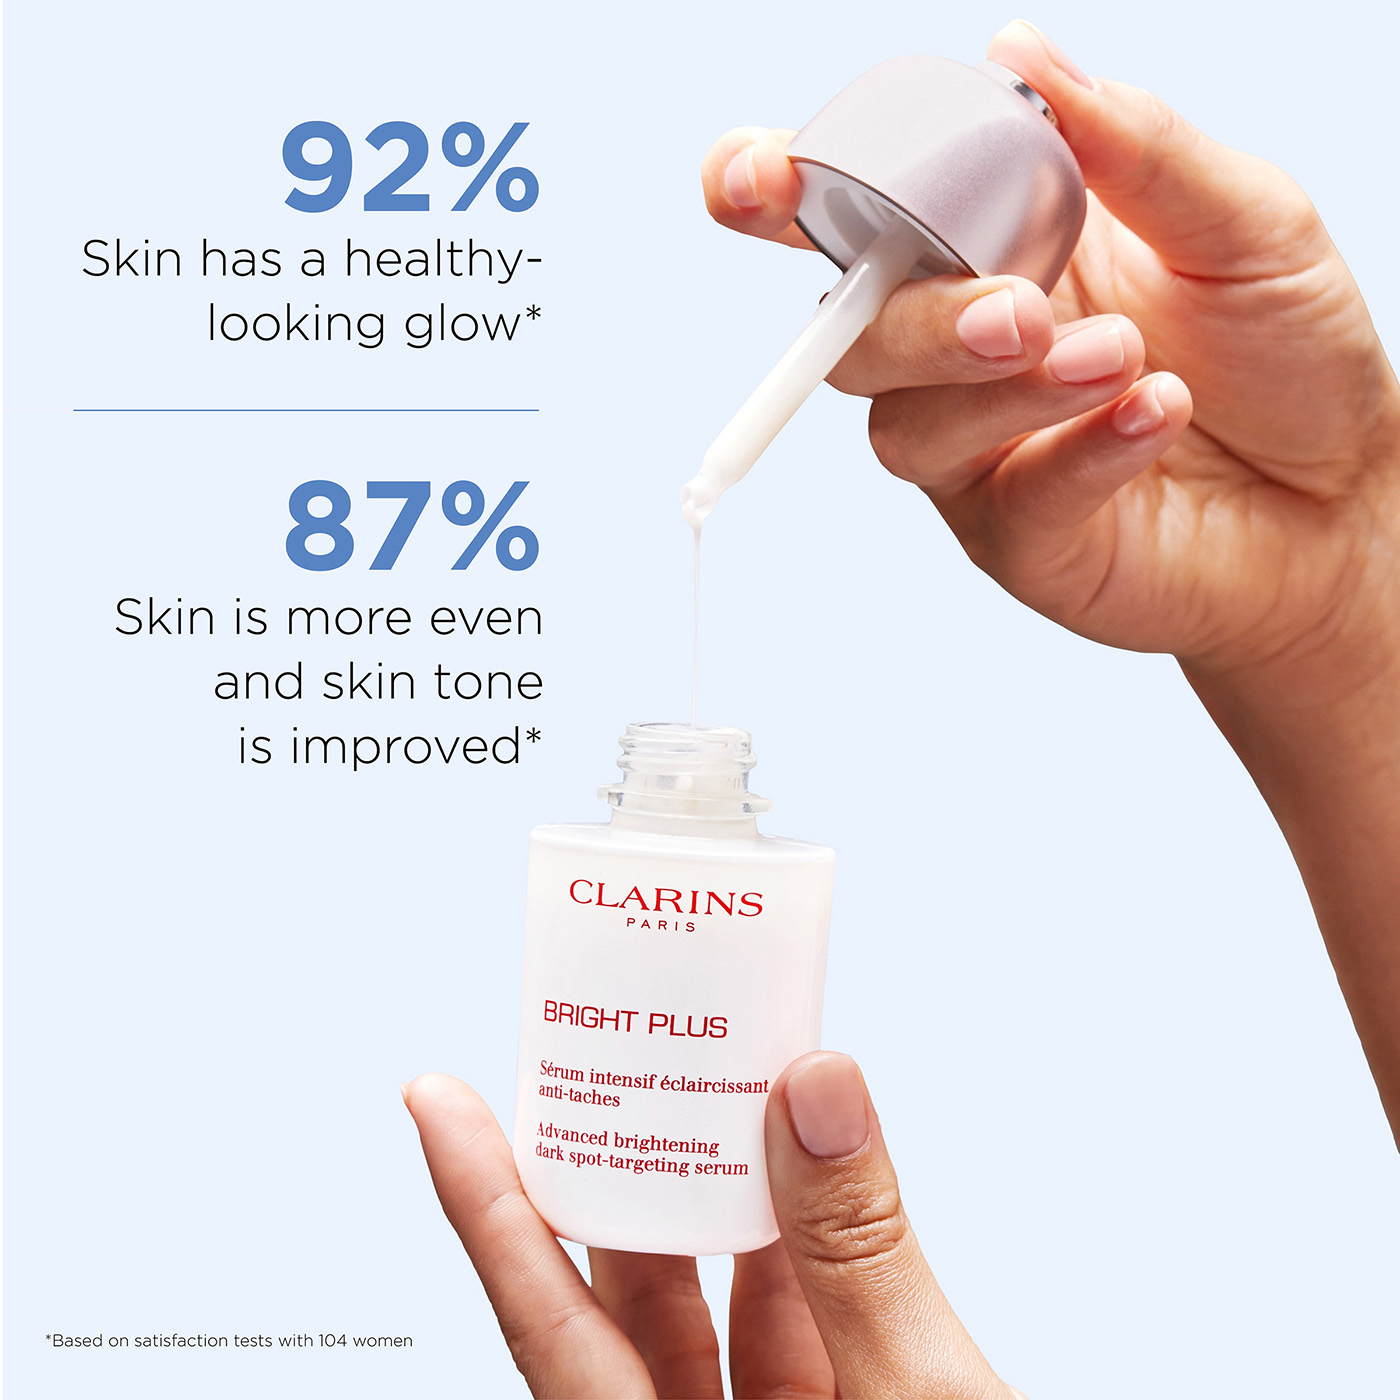 92%
Skin has a healthy-
looking glow*
87%
Skin is more even
and skin tone
is improved*
CLARINS
PARIS
BRIGHT PLUS
Sérum intensif éclaircissant
anti-taches
Advanced brightening
dark spot-targeting serum
*Based on satisfaction tests with 104 women